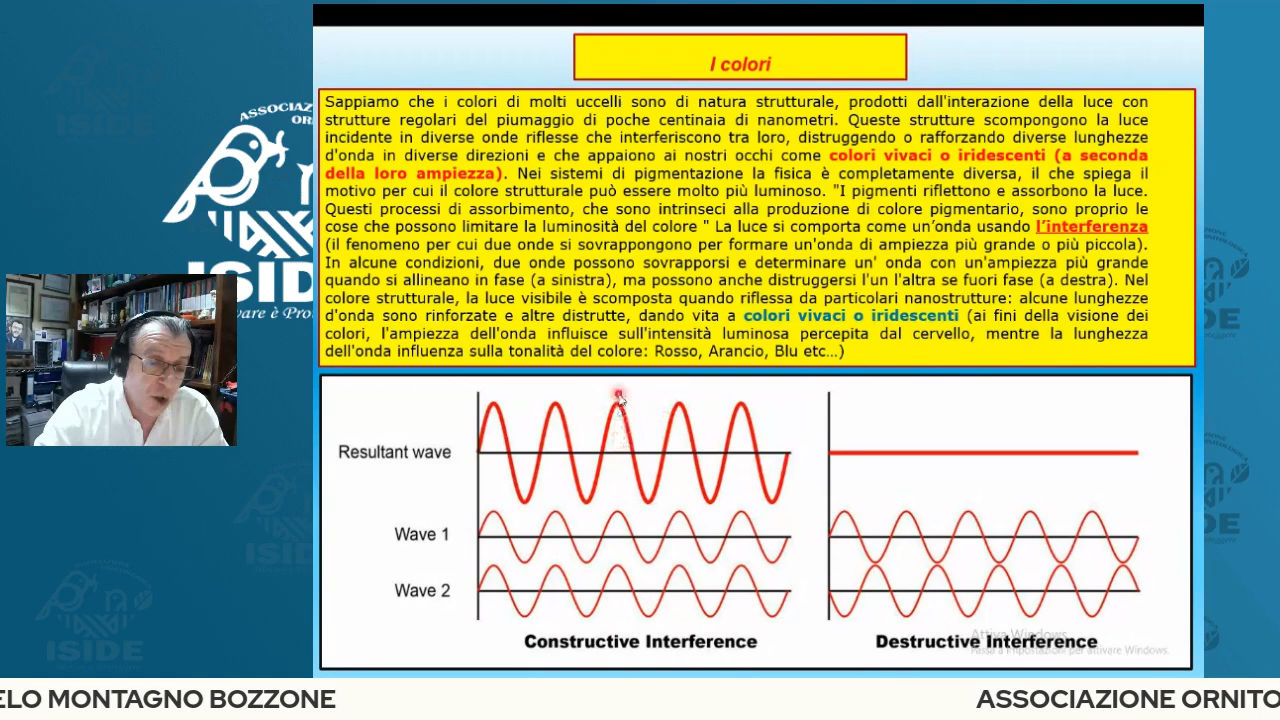 I colori
Sappiamo che i colori di molti uccelli sono di natura strutturale, prodotti dall'interazione della luce con
strutture regolari del piumaggio di poche centinaia di nanometri. Queste strutture scompongono la luce
incidente in diverse onde riflesse che interferiscono tra loro, distruggendo o rafforzando diverse lunghezze
d'onda in diverse direzioni e che appaiono ai nostri occhi come colori vivaci o iridescenti (a seconda
della loro ampiezza). Nei sistemi di pigmentazione la fisica è completamente diversa, il che spiega il
motivo per cui il colore strutturale può essere molto più luminoso. "I pigmenti riflettono e assorbono la luce.
Questi processi di assorbimento, che sono intrinseci alla produzione di colore pigmentario, sono proprio le
cose che possono limitare la luminosità del colore " La luce si comporta come un'onda usando l'interferenza
(il fenomeno per cui due onde si sovrappongono per formare un'onda di ampiezza più grande o più piccola).
In alcune condizioni, due onde possono sovrapporsi e determinare un' onda con un'ampiezza più grande
quando si allineano in fase (a sinistra), ma possono anche distruggersi l'un l'altra se fuori fase (a destra). Nel
colore strutturale, la luce visibile è scomposta quando riflessa da particolari nanostrutture: alcune lunghezze
d'onda sono rinforzate e altre distrutte, dando vita a colori vivaci o iridescenti (ai fini della visione dei
colori, l'ampiezza dell'onda influisce sull'intensità luminosa percepita dal cervello, mentre la lunghezza
dell'onda influenza sulla tonalità del colore: Rosso, Arancio, Blu etc...)
Resultant wave
Wave 1
Wave 2
Constructive Interference
Destructive Interference
Attiva Windows
Passa a Impostazioni per attivare Windows.
ASSOCIAZ
OR
ISIDE
ISIDE
ISIDE
ISIDE
ELO MONTAGNO BOZZONE
ASSOCIAZIONE ORNITO